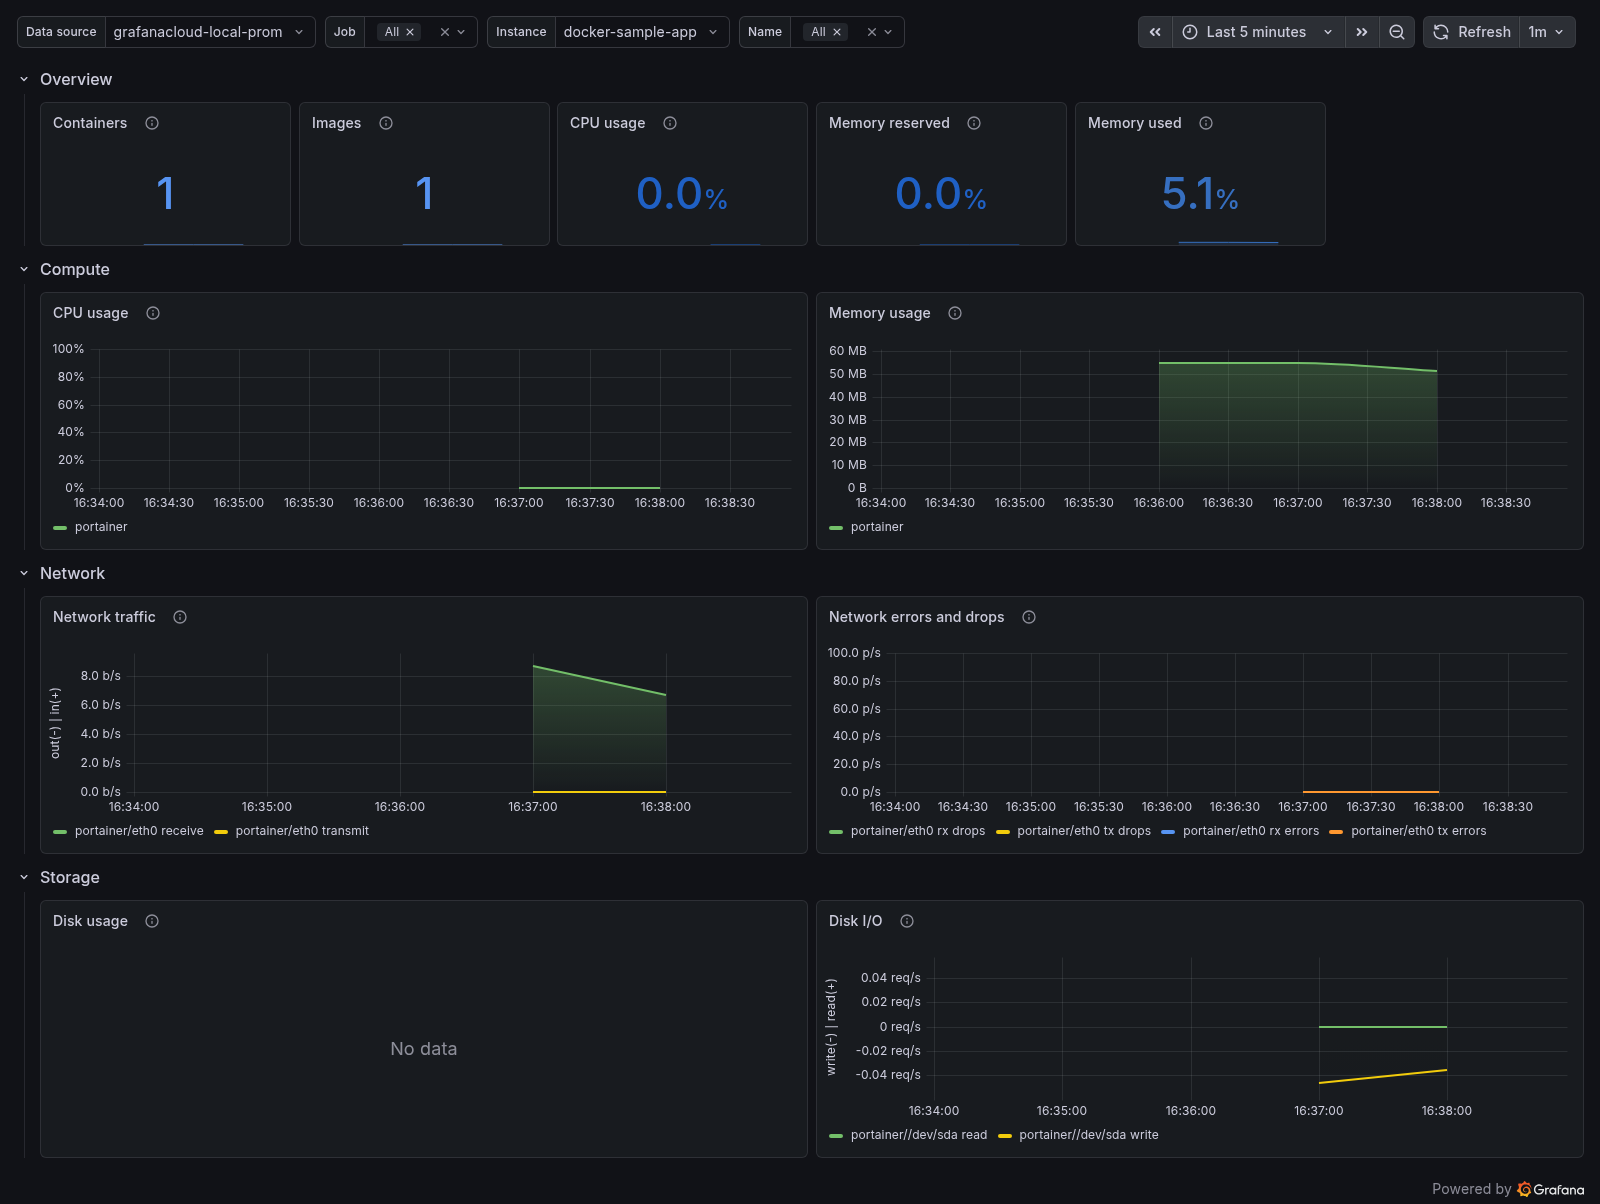 Data source grafanacloud-local-prom Job All Instance docker-sample-app Name All Last 5 minutes Refresh 1m
Overview
Containers
1
Images
1
CPU usage
0.0%
Memory reserved
0.0%
Memory used
5.1%
Compute
CPU usage
100%
80%
60%
40%
20%
0%
16:34:00 16:34:30 16:35:00 16:35:30 16:36:00 16:36:30 16:37:00 16:37:30 16:38:00 16:38:30
portainer
Memory usage
60 MB
50 MB
40 MB
30 MB
20 MB
10 MB
0 B
16:34:00 16:34:30 16:35:00 16:35:30 16:36:00 16:36:30 16:37:00 16:37:30 16:38:00 16:38:30
portainer
Network
Network traffic
out(-) | in(+)
8.0 b/s
6.0 b/s
4.0 b/s
2.0 b/s
0.0 b/s
16:34:00 16:35:00 16:36:00 16:37:00 16:38:00
portainer/eth0 receive portainer/eth0 transmit
Network errors and drops
100.0 p/s
80.0 p/s
60.0 p/s
40.0 p/s
20.0 p/s
0.0 p/s
16:34:00 16:34:30 16:35:00 16:35:30 16:36:00 16:36:30 16:37:00 16:37:30 16:38:00 16:38:30
portainer/eth0 rx drops portainer/eth0 tx drops portainer/eth0 rx errors portainer/eth0 tx errors
Storage
Disk usage
No data
Disk I/O
write(-) | read(+)
0.04 req/s
0.02 req/s
0 req/s
-0.02 req/s
-0.04 req/s
16:34:00 16:35:00 16:36:00 16:37:00 16:38:00
portainer//dev/sda read portainer//dev/sda write
Powered by Grafana